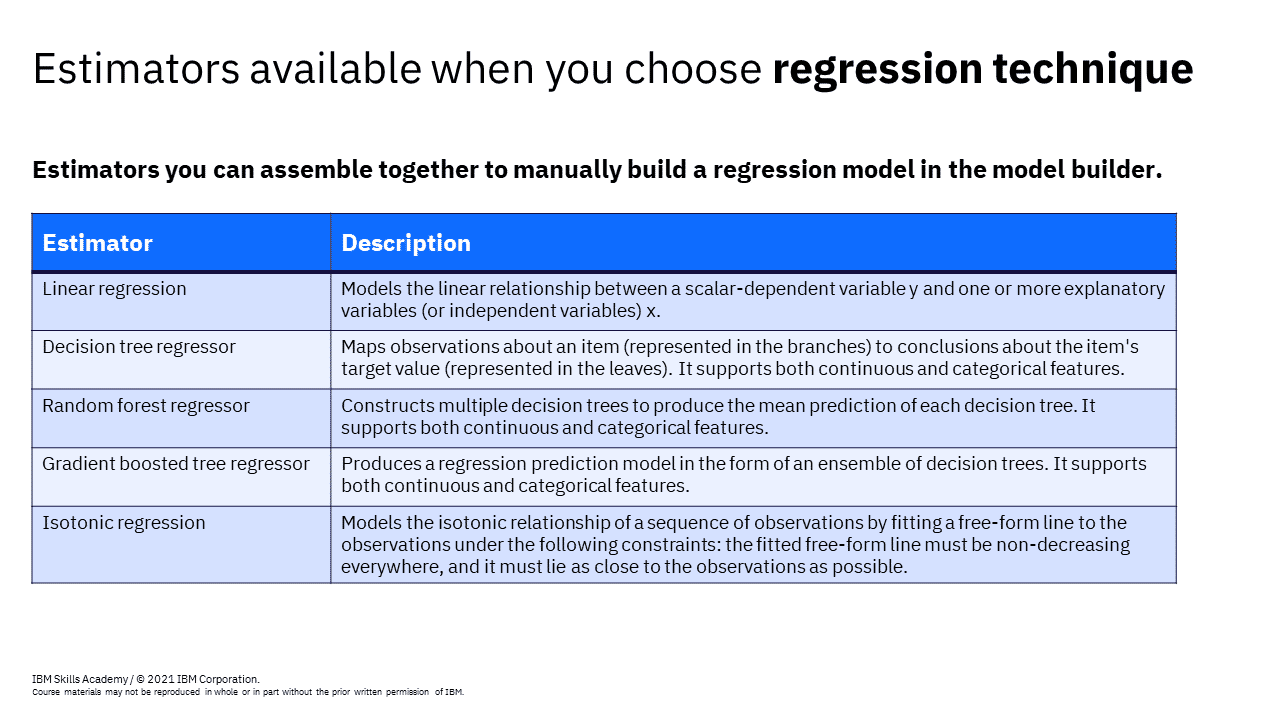 Estimators available when you choose regression technique
Estimators you can assemble together to manually build a regression model in the model builder.
Estimator
Description
Linear regression
Models the linear relationship between a scalar-dependent variable y and one or more explanatory
variables (or independent variables) x.
Decision tree regressor
Maps observations about an item (represented in the branches) to conclusions about the item's
target value (represented in the leaves). It supports both continuous and categorical features.
Random forest regressor
Constructs multiple decision trees to produce the mean prediction of each decision tree. It
supports both continuous and categorical features.
Gradient boosted tree regressor
Produces a regression prediction model in the form of an ensemble of decision trees. It supports
both continuous and categorical features.
Isotonic regression
Models the isotonic relationship of a sequence of observations by fitting a free-form line to the
observations under the following constraints: the fitted free-form line must be non-decreasing
everywhere, and it must lie as close to the observations as possible.
IBM Skills Academy / © 2021 IBM Corporation.
Course materials may not be reproduced in whole or in part without the prior written permission of IBM.